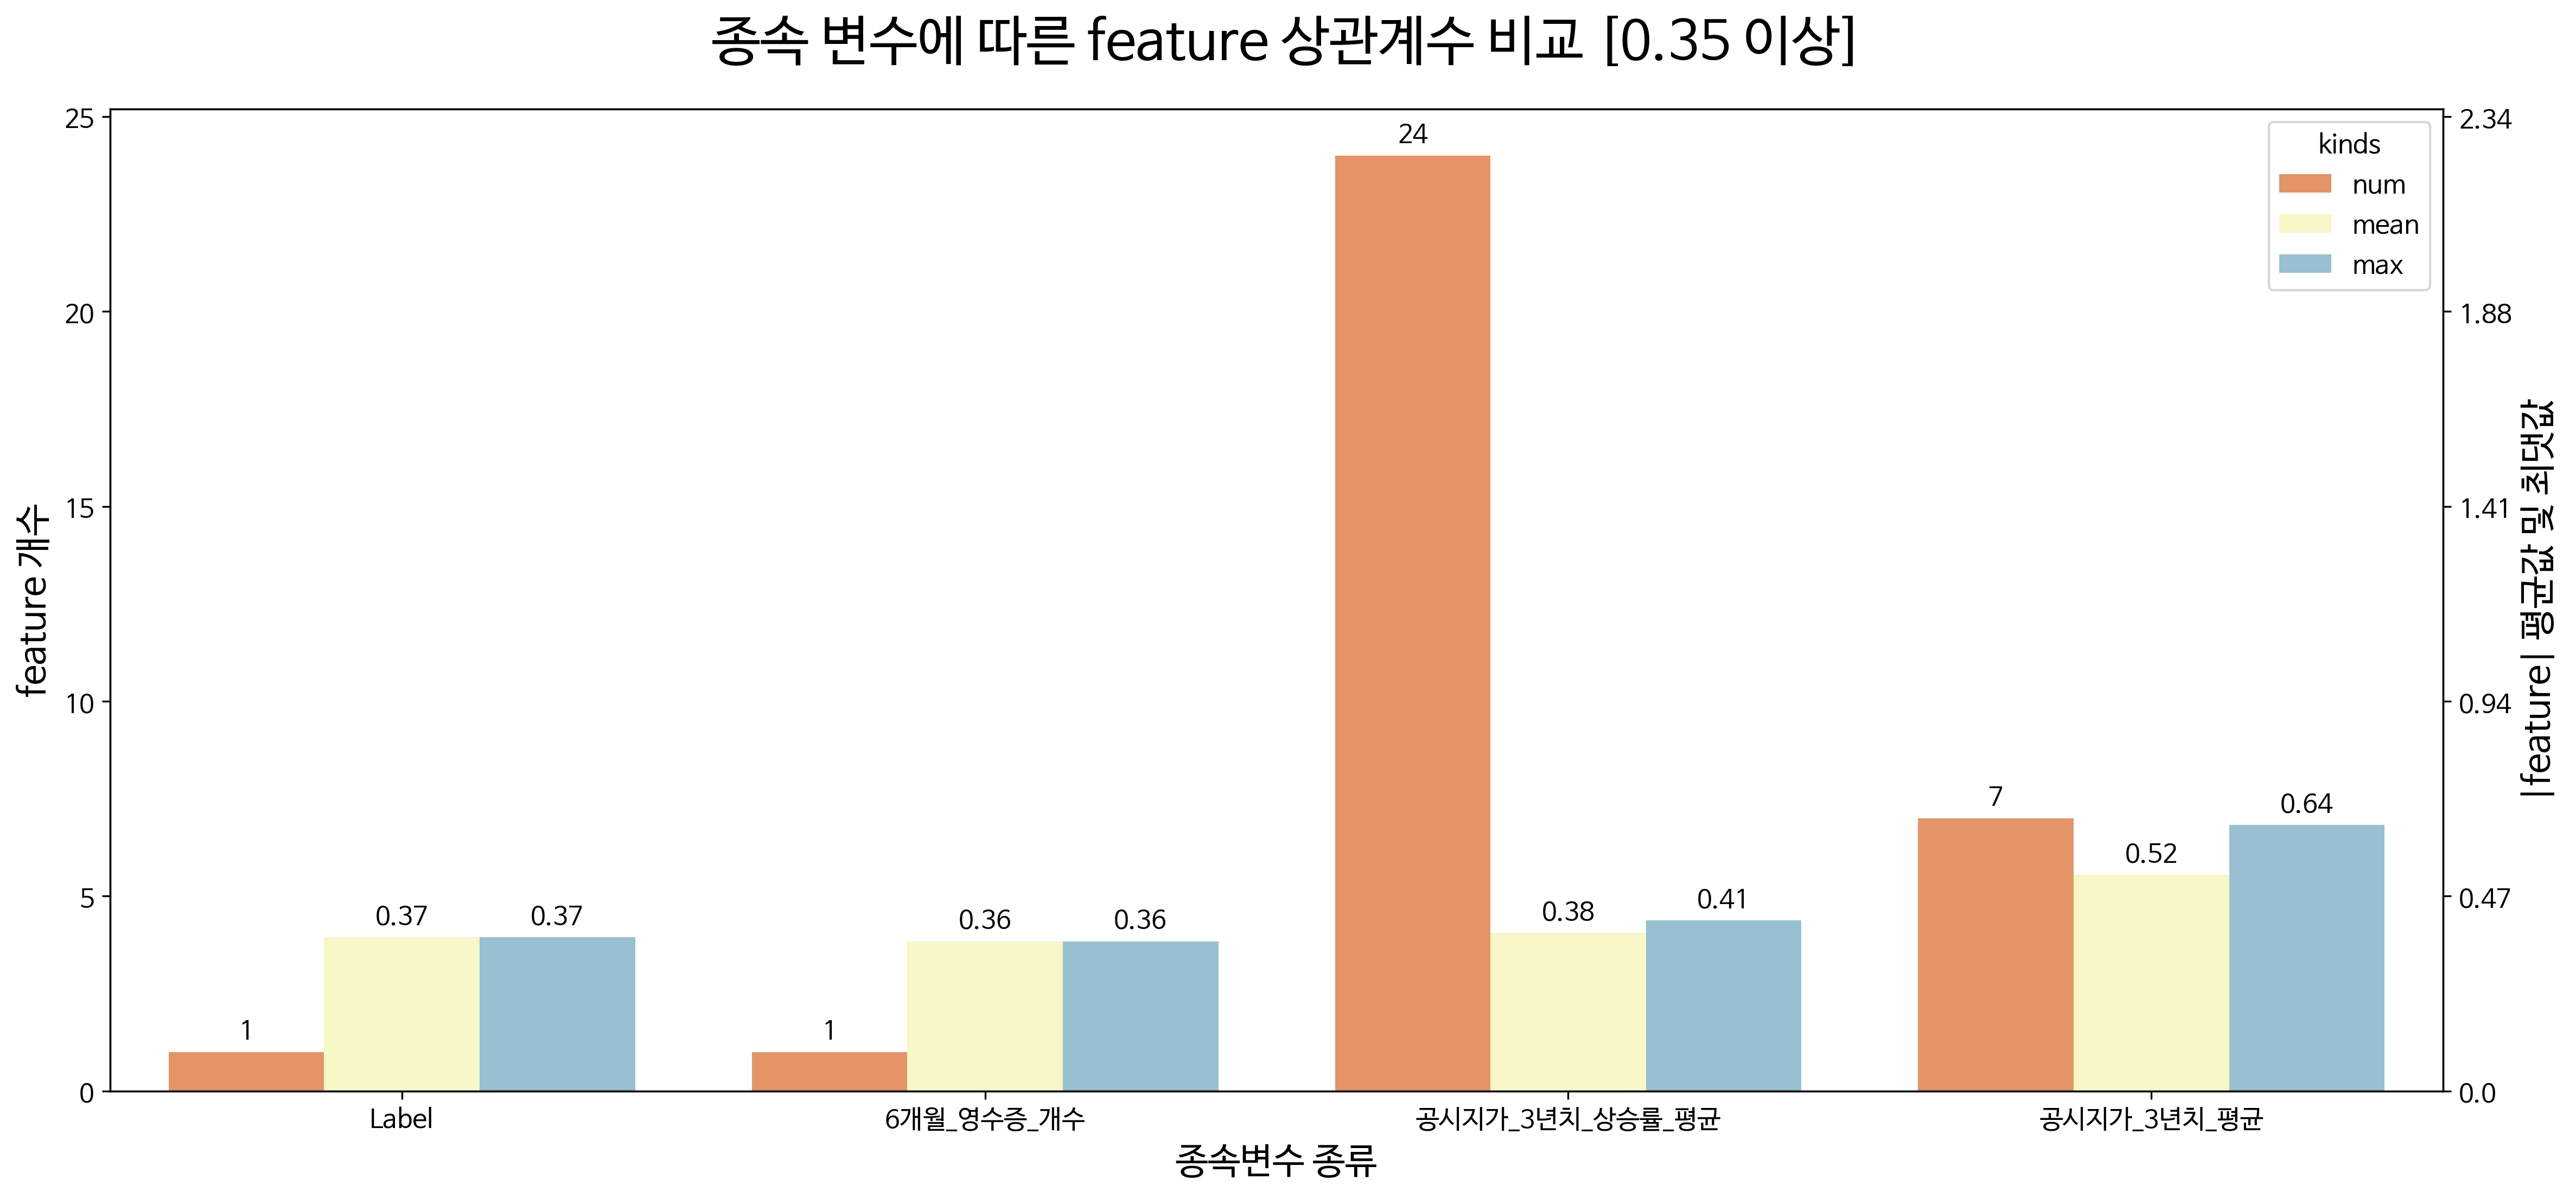 종속 변수에 따른 feature 상관계수 비교 [0.35 이상]
feature 개수
25
20
15
10
5
0
24
7
0.64
0.52
0.41
0.38
0.37
0.37
0.36
0.36
1
1
kinds
num
mean
max
2.34
1.88
1.41
0.94
0.47
0.0
|feature| 평균값 및 최댓값
Label
6개월_영수증_개수
공시지가_3년치_상승률_평균
공시지가_3년치_평균
종속변수 종류